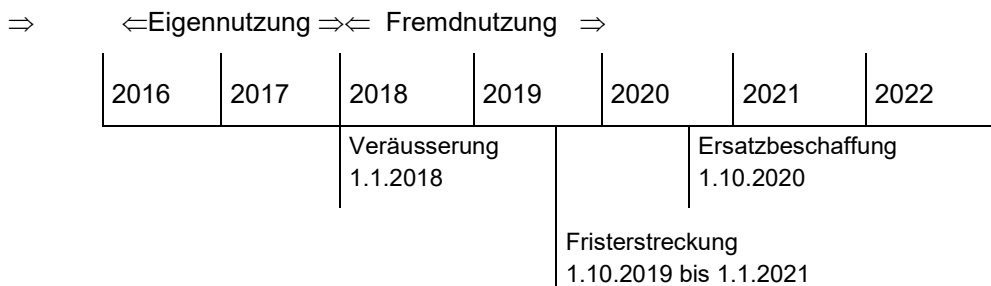 ⇒ ⇐Eigennutzung ⇒⇐ Fremdnutzung ⇒
2016 2017 2018 2019 2020 2021 2022
Veräusserung Ersatzbeschaffung
1.1.2018 1.10.2020
Fristerstreckung
1.10.2019 bis 1.1.2021